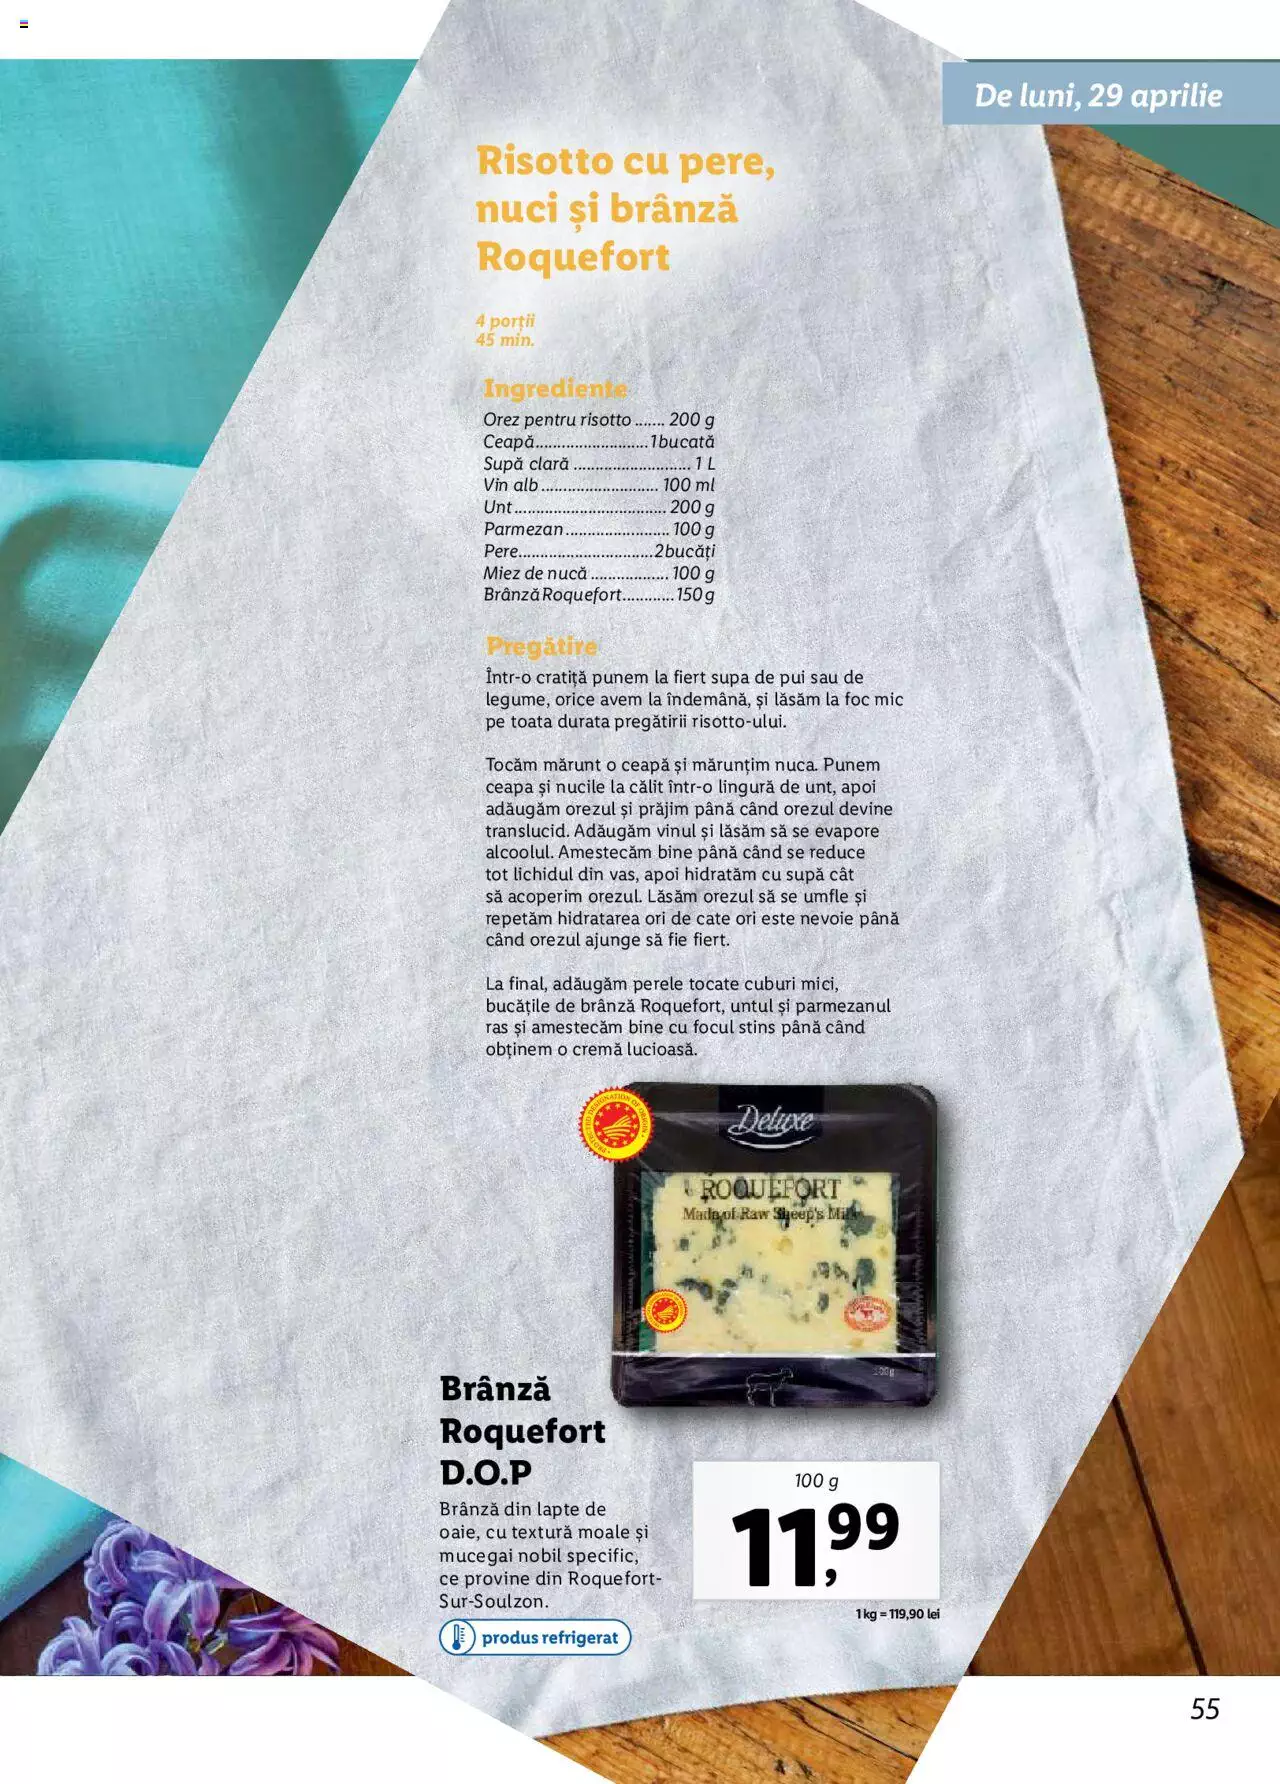 De luni, 29 aprilie
Risotto cu pere,
nuci și brânză
Roquefort
4 porții
45 min.
Ingrediente
Orez pentru risotto ....... 200 g
Ceapă.......................... 1 bucată
Supă clară ........................... 1 L
Vin alb ........................... 100 ml
Unt................................... 200 g
Parmezan ........................ 100 g
Pere...............................2 bucăți
Miez de nucă .................. 100 g
Brânză Roquefort............150 g
Pregătire
Într-o cratiță punem la fiert supa de pui sau de
legume, orice avem la îndemână, și lăsăm la foc mic
pe toata durata pregătirii risotto-ului.
Tocăm mărunt o ceapă și mărunțim nuca. Punem
ceapa și nucile la călit într-o lingură de unt, apoi
adăugăm orezul și prăjim până când orezul devine
translucid. Adăugăm vinul și lăsăm să se evapore
alcoolul. Amestecăm bine până când se reduce
tot lichidul din vas, apoi hidratăm cu supă cât
să acoperim orezul. Lăsăm orezul să se umfle și
repetăm hidratarea ori de cate ori este nevoie până
când orezul ajunge să fie fiert.
La final, adăugăm perele tocate cuburi mici,
bucățile de brânză Roquefort, untul și parmezanul
ras și amestecăm bine cu focul stins până când
obținem o cremă lucioasă.
PROTECTED DESIGNATION OF ORIGIN
Deluxe
ROQUEFORT
Made of Raw Sheep's Milk
100g
Brânză
Roquefort
D.O.P
Brânză din lapte de
oaie, cu textură moale și
mucegai nobil specific,
ce provine din Roquefort-
Sur-Soulzon.
produs refrigerat
100 g
11,99
1 kg = 119,90 lei
55